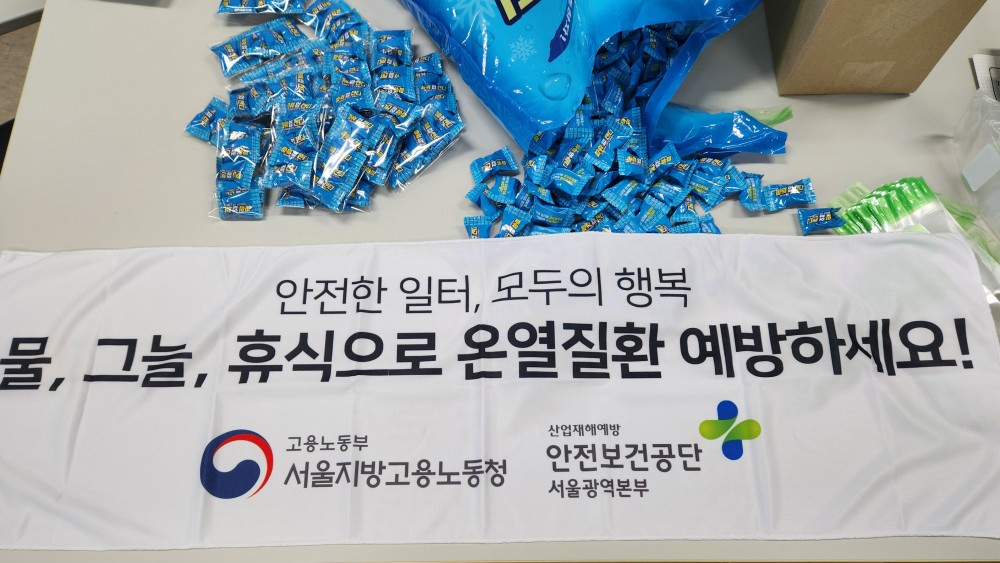 안전한 일터, 모두의 행복
물, 그늘, 휴식으로 온열질환 예방하세요!
고용노동부
서울지방고용노동청
산업재해예방
안전보건공단
서울광역본부